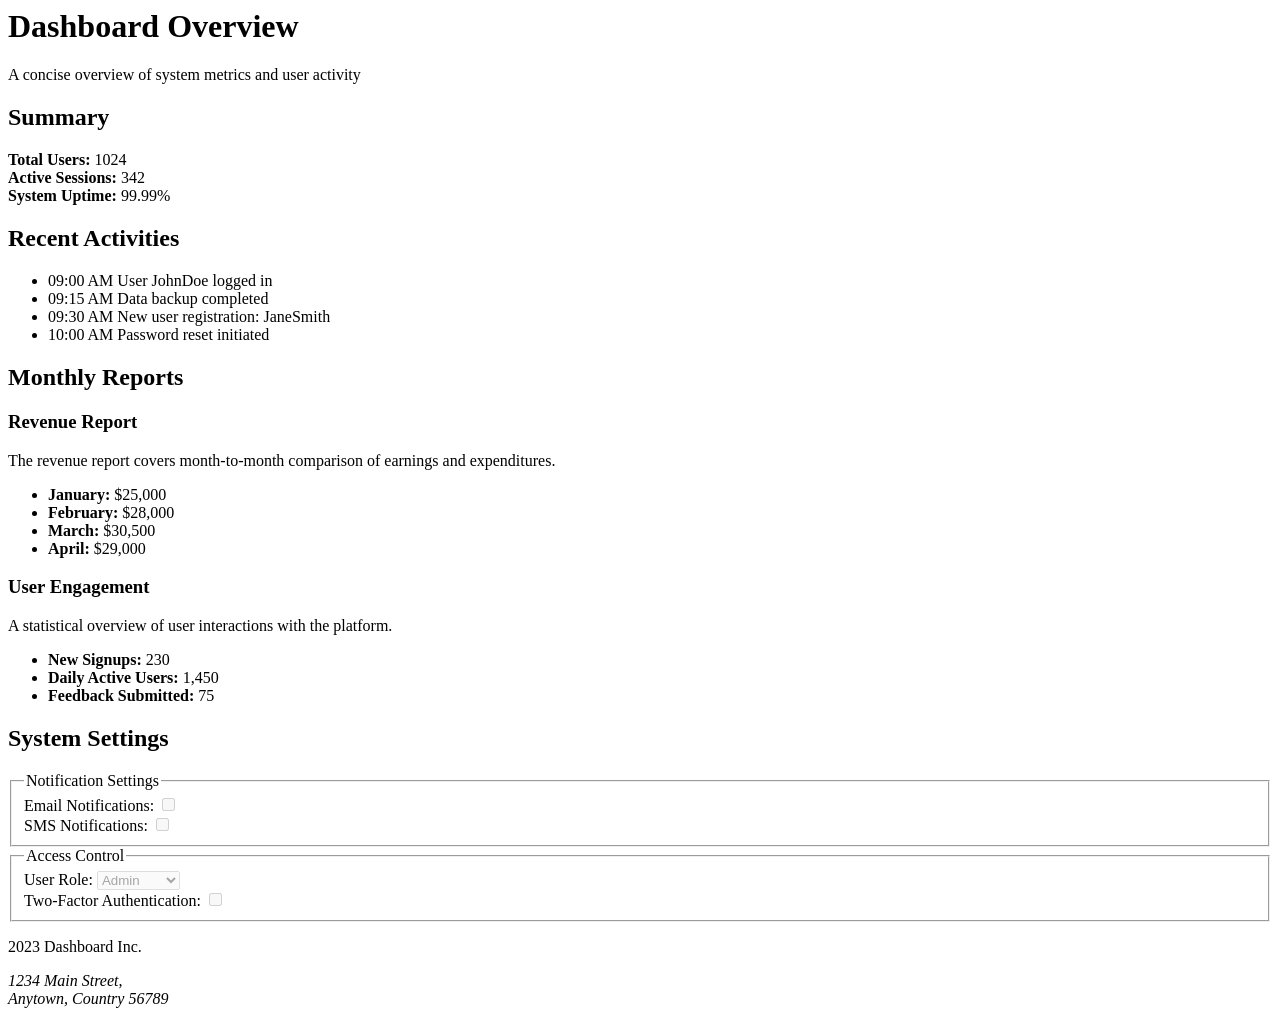 Dashboard Overview
A concise overview of system metrics and user activity
Summary
Total Users: 1024
Active Sessions: 342
System Uptime: 99.99%
Recent Activities
09:00 AM User JohnDoe logged in
09:15 AM Data backup completed
09:30 AM New user registration: JaneSmith
10:00 AM Password reset initiated
Monthly Reports
Revenue Report
The revenue report covers month-to-month comparison of earnings and expenditures.
January: $25,000
February: $28,000
March: $30,500
April: $29,000
User Engagement
A statistical overview of user interactions with the platform.
New Signups: 230
Daily Active Users: 1,450
Feedback Submitted: 75
System Settings
Notification Settings
Email Notifications:
SMS Notifications:
Access Control
User Role: Admin
Two-Factor Authentication:
2023 Dashboard Inc.
1234 Main Street,
Anytown, Country 56789